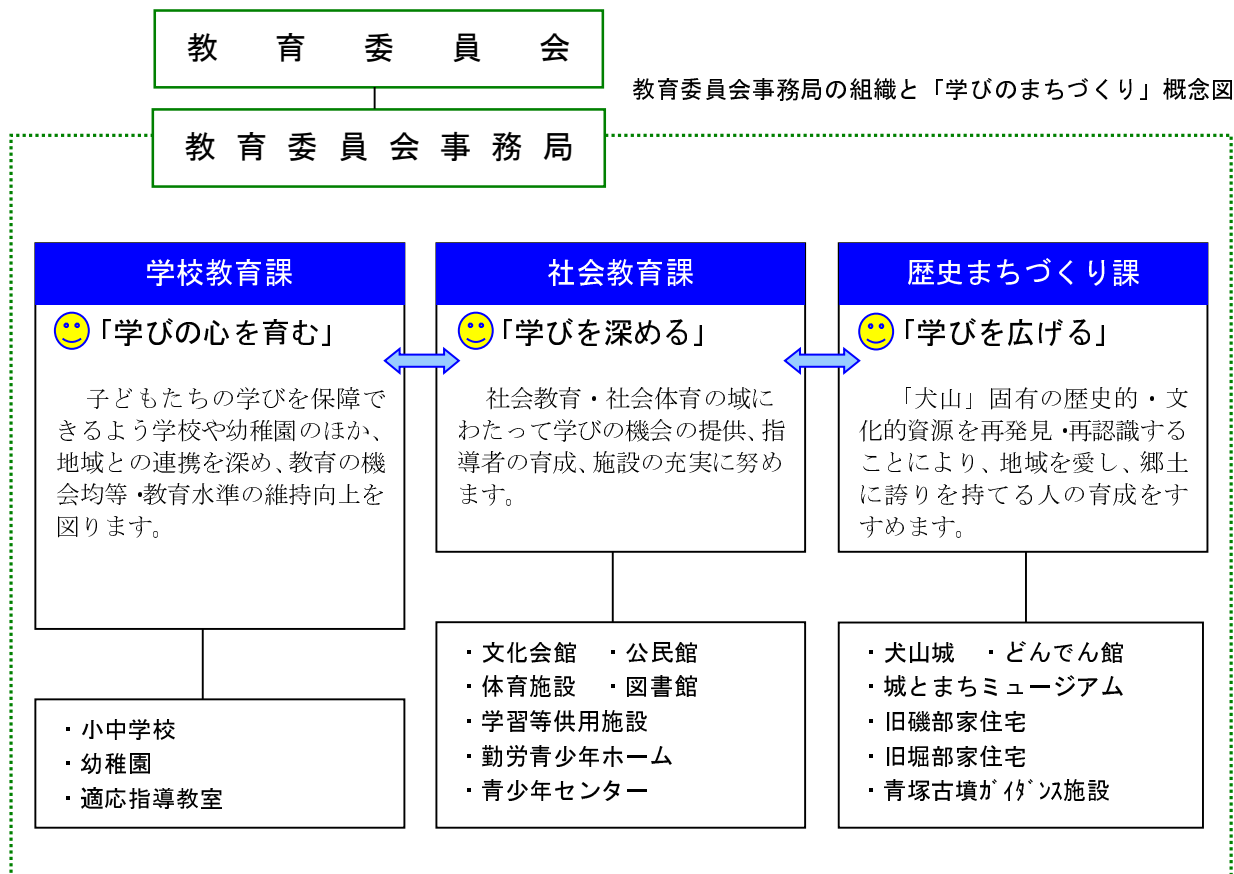 教育委員会
教育委員会事務局の組織と「学びのまちづくり」概念図
教育委員会事務局
学校教育課
「学びの心を育む」
子どもたちの学びを保障で
きるよう学校や幼稚園のほか、
地域との連携を深め、教育の機
会均等・教育水準の維持向上を
図ります。
・小中学校
・幼稚園
・適応指導教室
社会教育課
「学びを深める」
社会教育・社会体育の域に
わたって学びの機会の提供、指
導者の育成、施設の充実に努め
ます。
・文化会館 ・公民館
・体育施設 ・図書館
・学習等供用施設
・勤労青少年ホーム
・青少年センター
歴史まちづくり課
「学びを広げる」
「犬山」固有の歴史的・文
化的資源を再発見・再認識する
ことにより、地域を愛し、郷土
に誇りを持てる人の育成をす
すめます。
・犬山城 ・どんでん館
・城とまちミュージアム
・旧磯部家住宅
・旧堀部家住宅
・青塚古墳ｶﾞｲﾀﾞﾝｽ施設